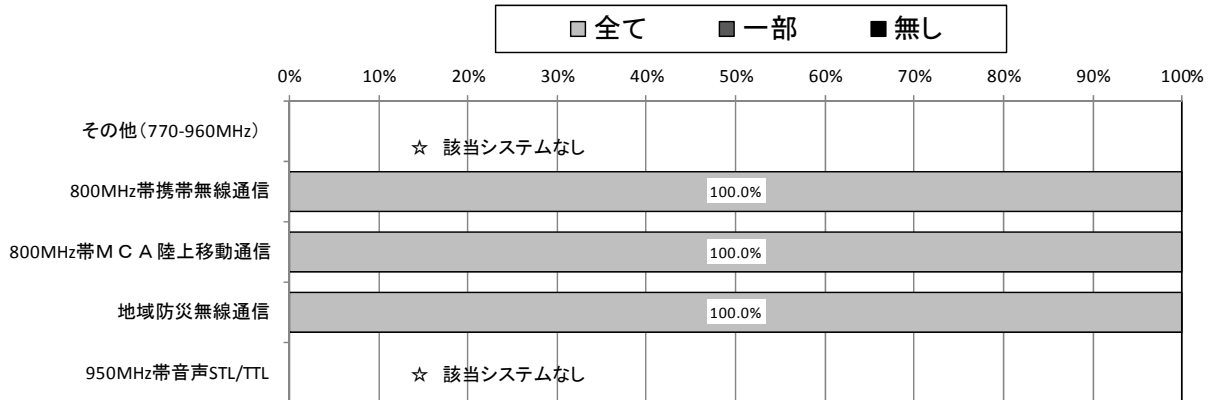 全て 一部 無し
0% 10% 20% 30% 40% 50% 60% 70% 80% 90% 100%
その他(770-960MHz)
☆ 該当システムなし
800MHz帯携帯無線通信
100.0%
800MHz帯MCA陸上移動通信
100.0%
地域防災無線通信
100.0%
950MHz帯音声STL/TTL
☆ 該当システムなし